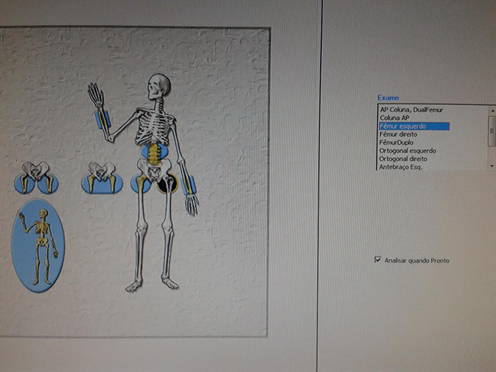 Exame
AP Coluna, DualFemur
Coluna AP
Fêmur esquerdo
Fêmur direito
FêmurDuplo
Ortogonal esquerdo
Ortogonal direito
Antebraço Esq.
Analisar quando Pronto